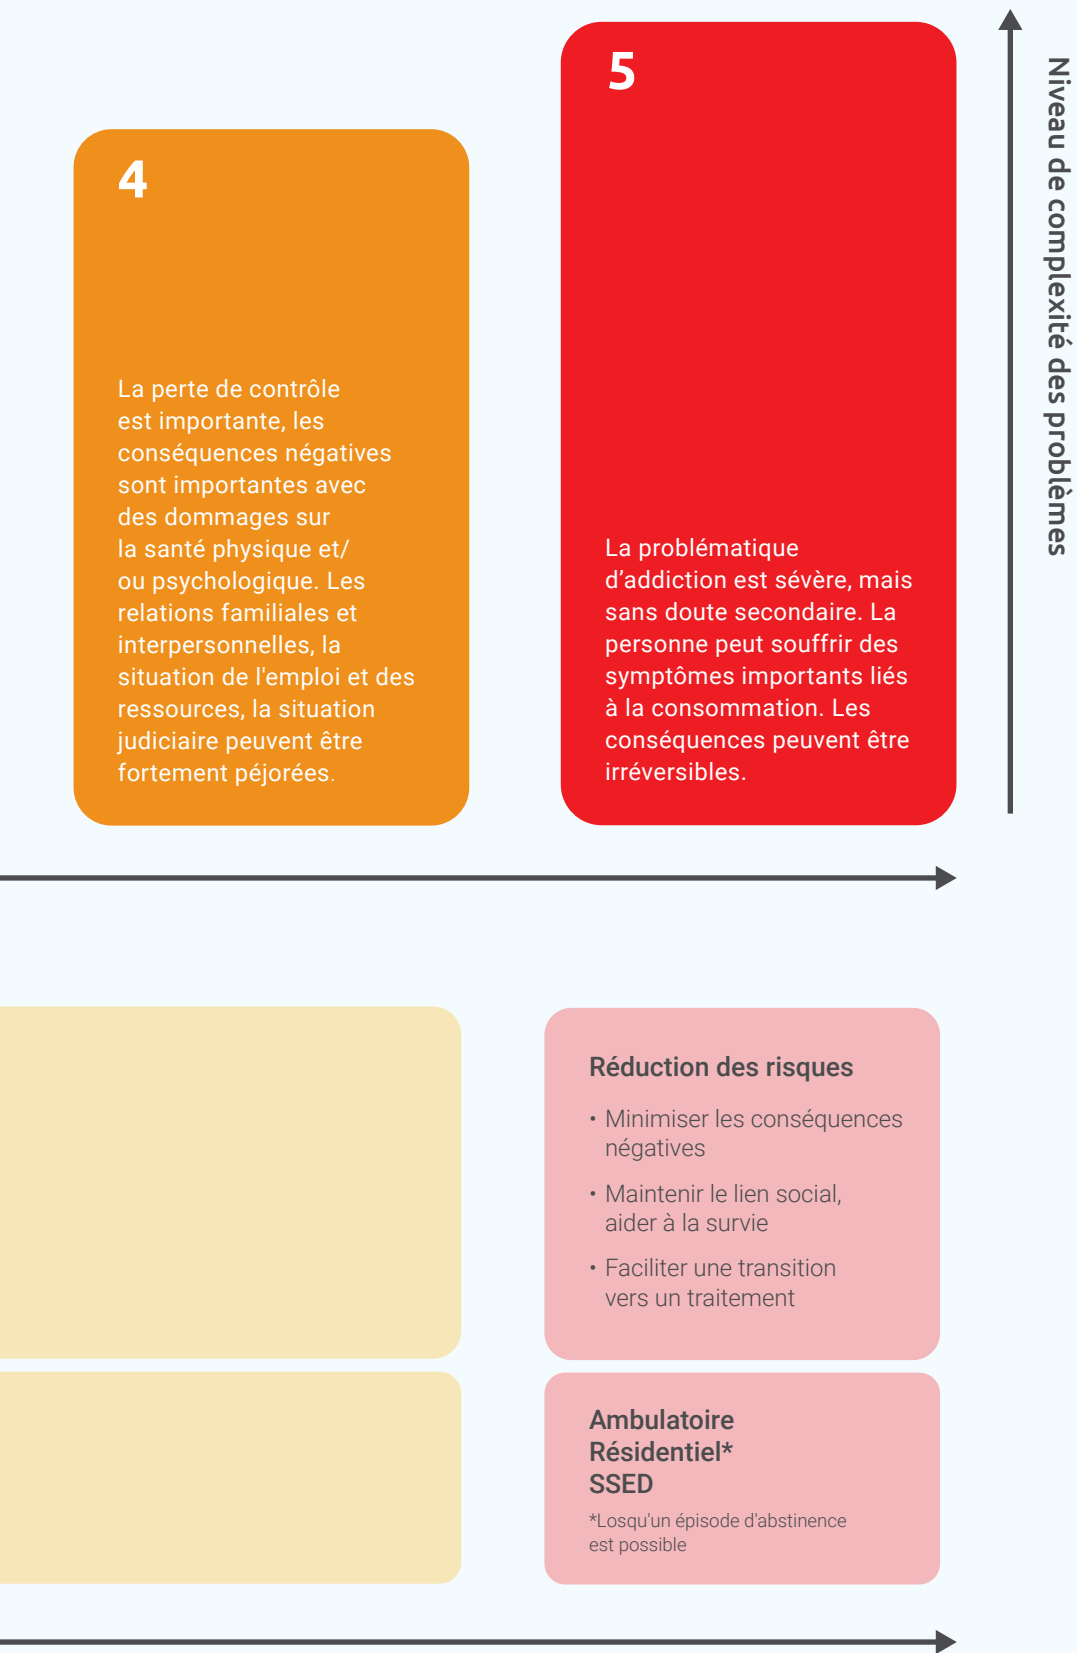 4
La perte de contrôle
est importante, les
conséquences négatives
sont importantes avec
des dommages sur
la santé physique et/
ou psychologique. Les
relations familiales et
interpersonnelles, la
situation de l'emploi et des
ressources, la situation
judiciaire peuvent être
fortement péjorées.
5
La problématique
d’addiction est sévère, mais
sans doute secondaire. La
personne peut souffrir des
symptômes importants liés
à la consommation. Les
conséquences peuvent être
irréversibles.
Niveau de complexité des problèmes
Réduction des risques
• Minimiser les conséquences
négatives
• Maintenir le lien social,
aider à la survie
• Faciliter une transition
vers un traitement
Ambulatoire
Résidentiel*
SSED
*Losqu'un épisode d'abstinence
est possible